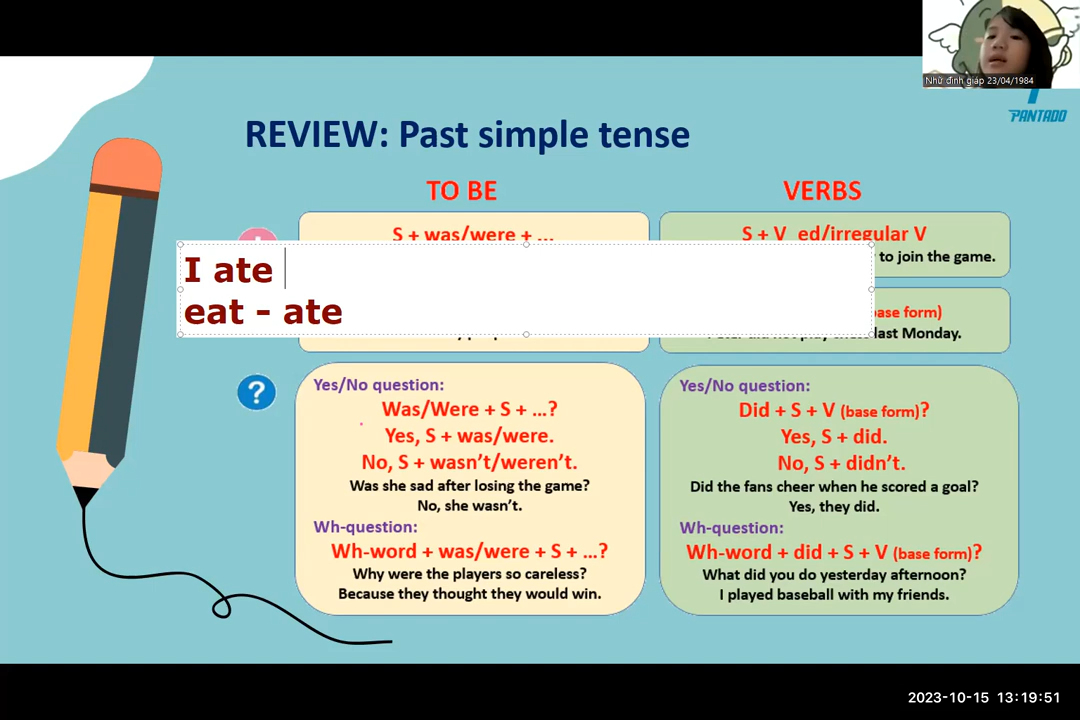 Nhữ đình giáp 23/04/1984
PANTADO
REVIEW: Past simple tense
TO BE
VERBS
S + was/were + ...
S + V_ed/irregular V
to join the game.
I ate
eat - ate
base form)
last Monday.
?
Yes/No question:
Was/Were + S + ...?
Yes, S + was/were.
No, S + wasn't/weren't.
Was she sad after losing the game?
No, she wasn't.
Wh-question:
Wh-word + was/were + S + ...?
Why were the players so careless?
Because they thought they would win.
Yes/No question:
Did + S + V (base form)?
Yes, S + did.
No, S + didn't.
Did the fans cheer when he scored a goal?
Yes, they did.
Wh-question:
Wh-word + did + S + V (base form)?
What did you do yesterday afternoon?
I played baseball with my friends.
2023-10-15 13:19:51